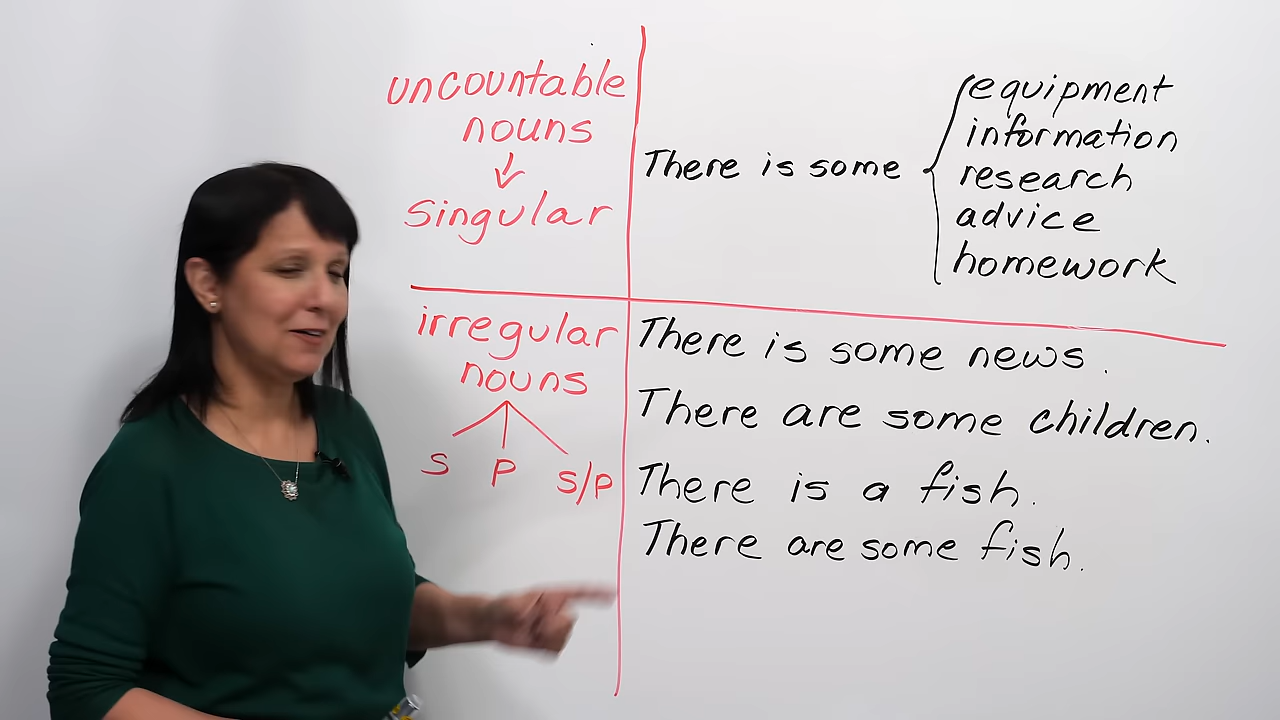 uncountable
nouns
singular
There is some
equipment
information
research
advice
homework
irregular
nouns
S P S/P
There is some news.
There are some children.
There is a fish.
There are some fish.